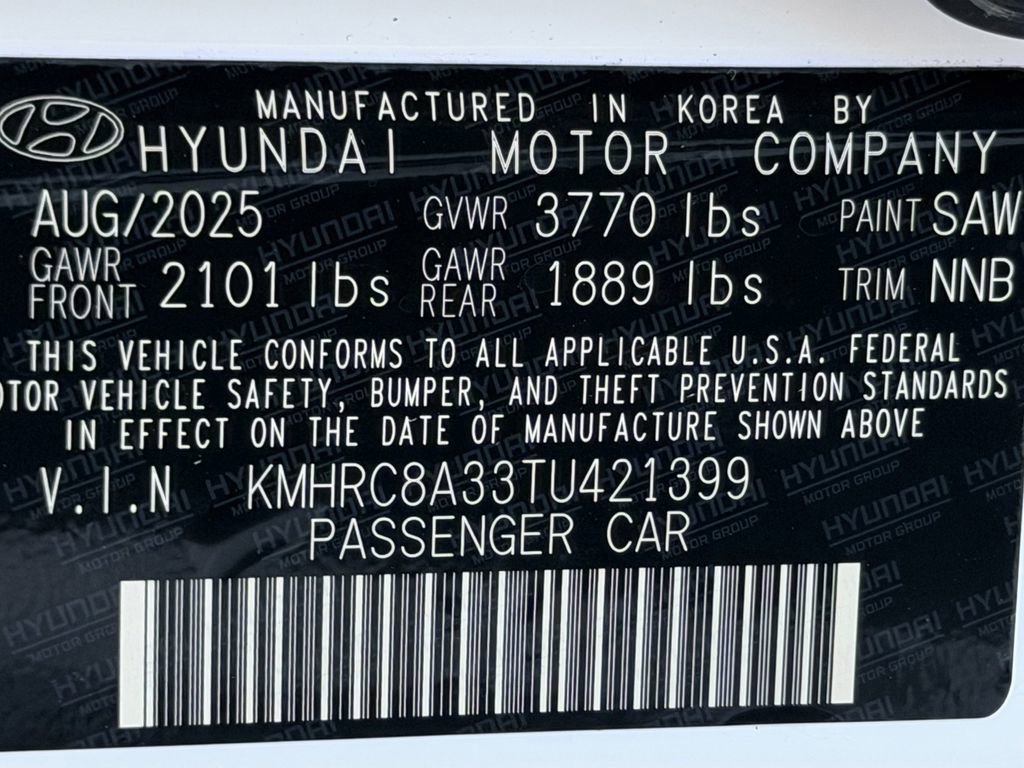 MANUFACTURED IN KOREA BY
HYUNDAI MOTOR COMPANY
AUG/2025 GVWR 3770 lbs PAINT SAW
GAWR FRONT 2101 lbs GAWR REAR 1889 lbs TRIM NNB
THIS VEHICLE CONFORMS TO ALL APPLICABLE U.S.A. FEDERAL
OTOR VEHICLE SAFETY, BUMPER, AND THEFT PREVENTION STANDARDS
IN EFFECT ON THE DATE OF MANUFACTURE SHOWN ABOVE
V.I.N KMHRC8A33TU421399
PASSENGER CAR